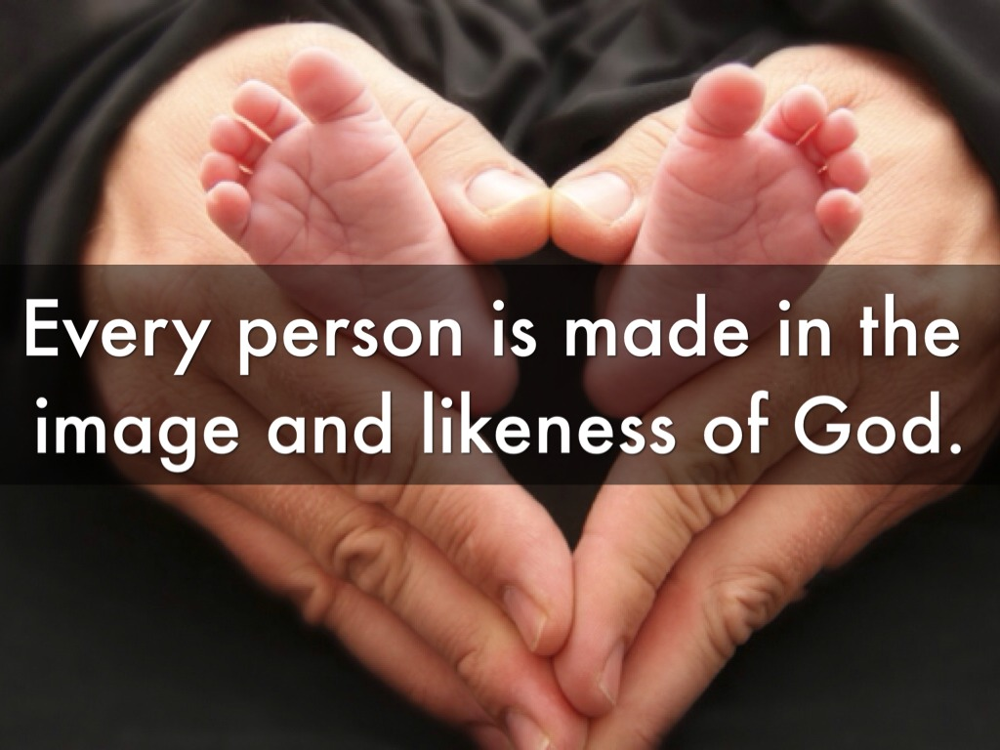 Every person is made in the
image and likeness of God.